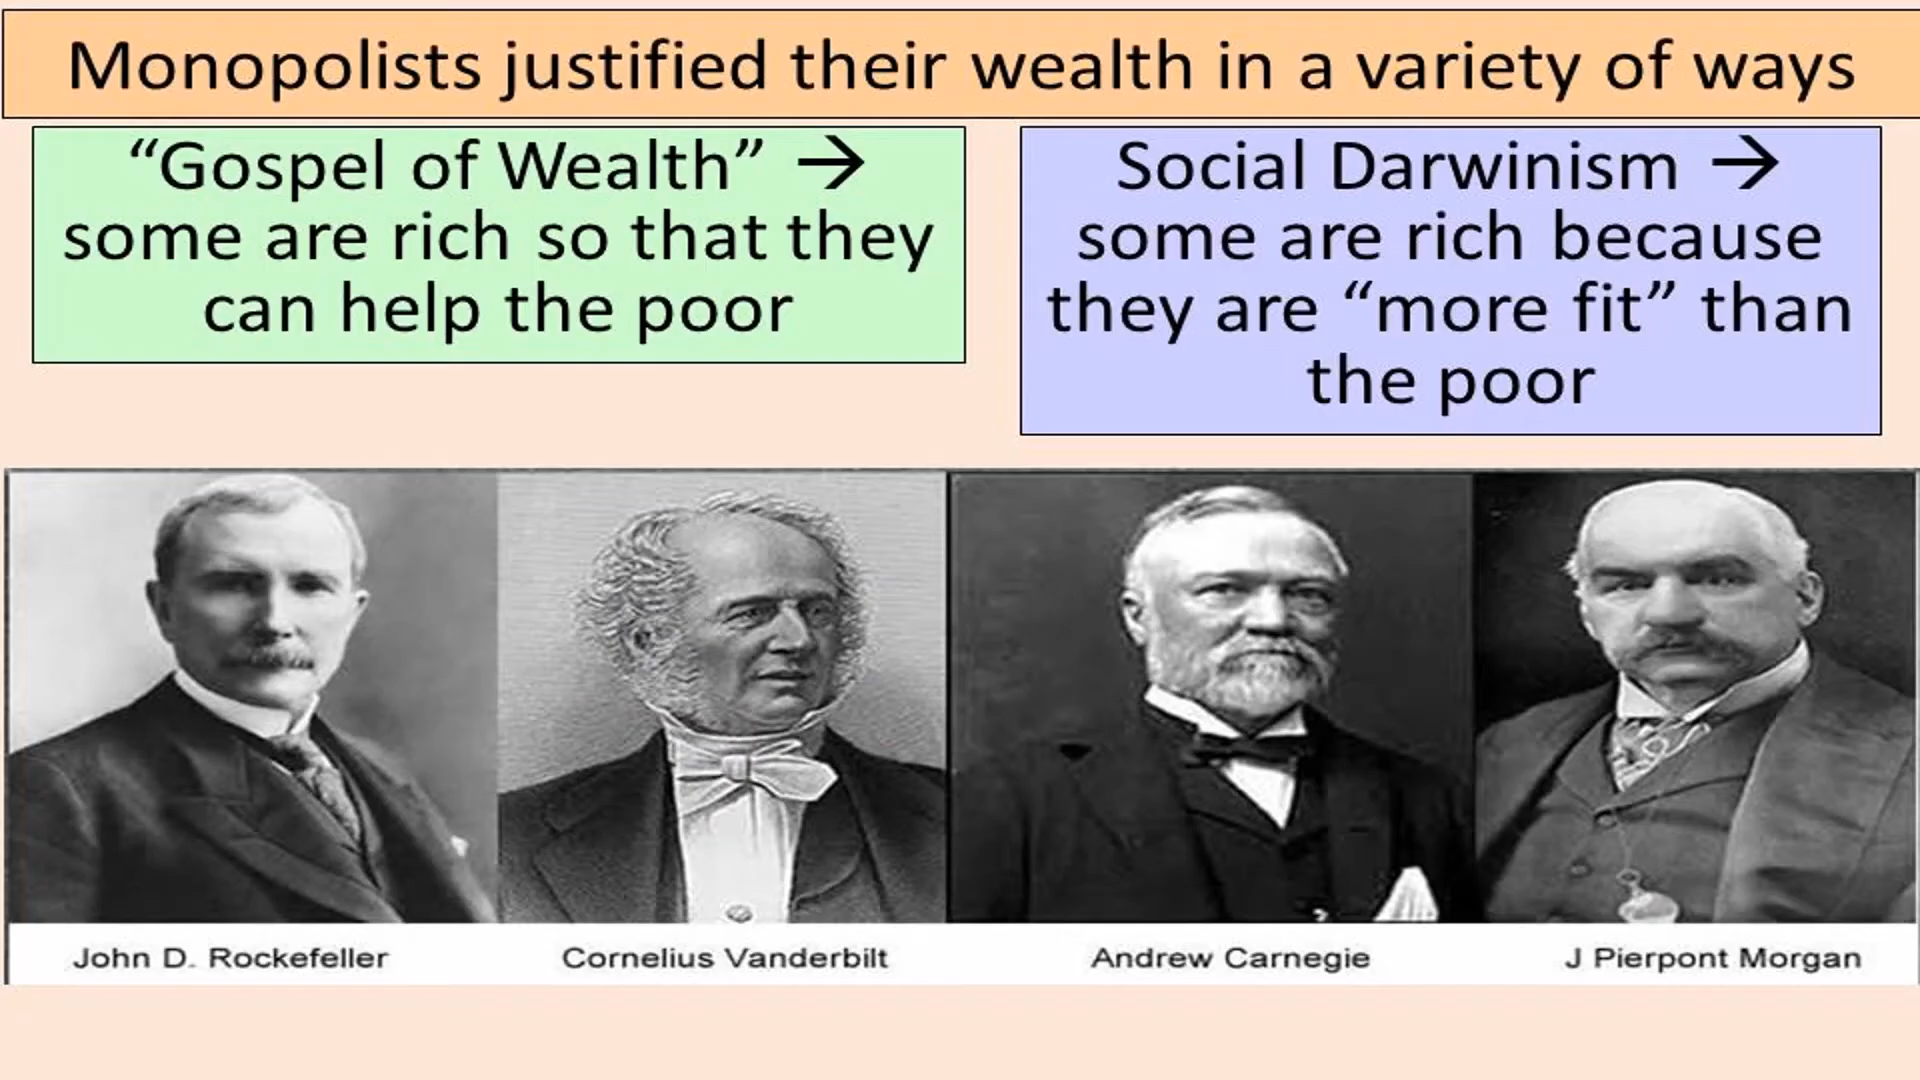 Monopolists justified their wealth in a variety of ways
“Gospel of Wealth” →
some are rich so that they
can help the poor
Social Darwinism →
some are rich because
they are “more fit” than
the poor
John D. Rockefeller
Cornelius Vanderbilt
Andrew Carnegie
J Pierpont Morgan